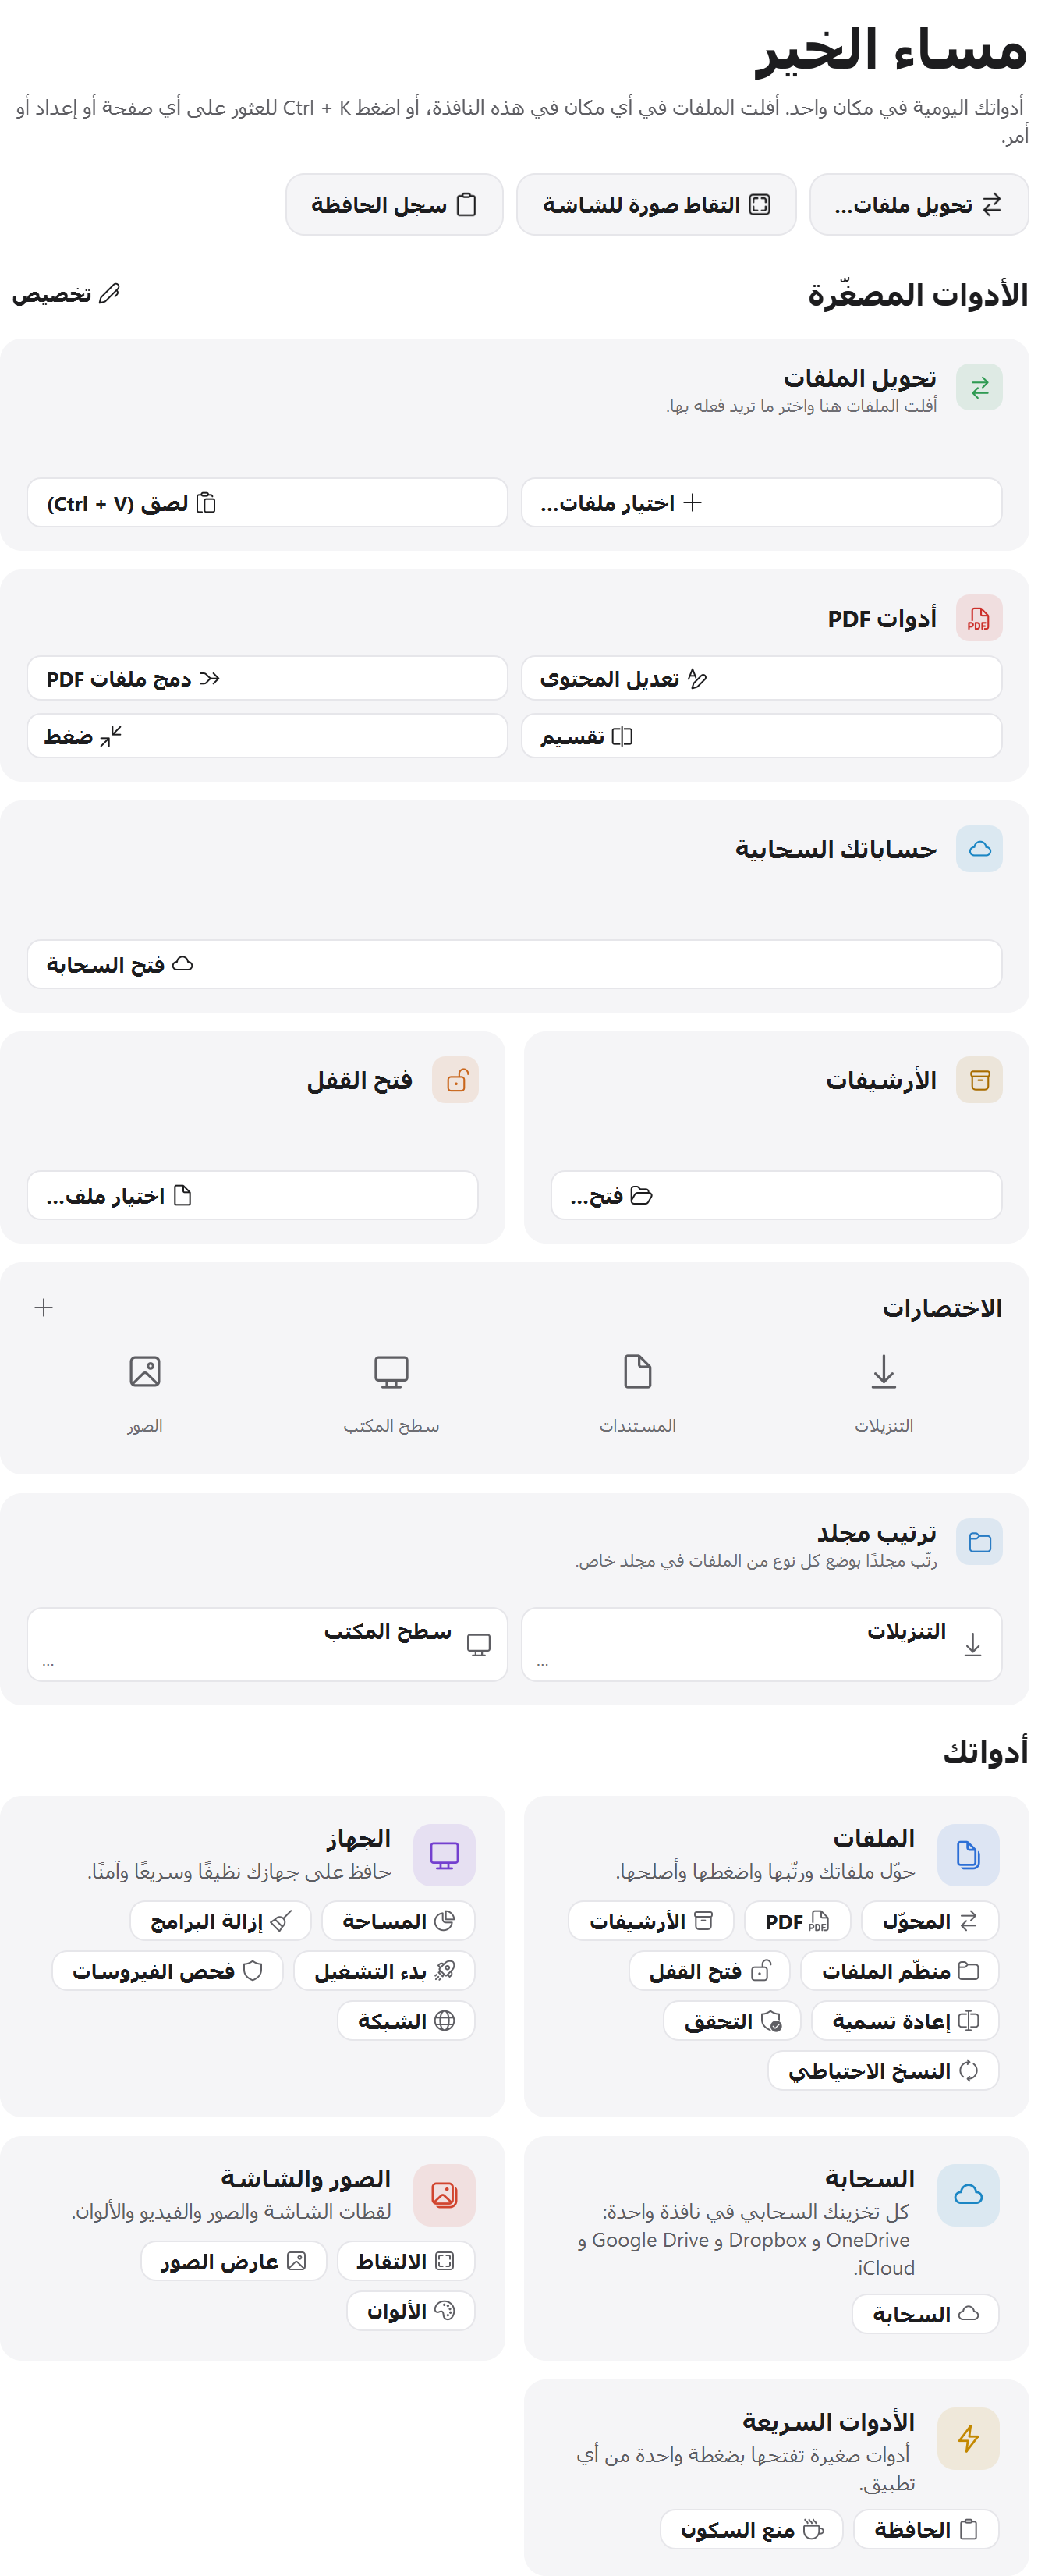 مساء الخير
أدواتك اليومية في مكان واحد. أفلت الملفات في أي مكان في هذه النافذة، أو اضغط Ctrl + K للعثور على أي صفحة أو إعداد أو
أمر.
تحويل ملفات...
التقاط صورة للشاشة
سجل الحافظة
الأدوات المصغّرة
تخصيص
تحويل الملفات
أفلت الملفات هنا واختر ما تريد فعله بها.
اختيار ملفات...
لصق (Ctrl + V)
أدوات PDF
تعديل المحتوى
دمج ملفات PDF
تقسيم
ضغط
حساباتك السحابية
فتح السحابة
الأرشيفات
فتح القفل
فتح...
اختيار ملف...
الاختصارات
التنزيلات
المستندات
سطح المكتب
الصور
ترتيب مجلد
رتّب مجلدًا بوضع كل نوع من الملفات في مجلد خاص.
التنزيلات
...
سطح المكتب
...
أدواتك
الملفات
حوّل ملفاتك ورتّبها واضغطها وأصلحها.
المحوّل
PDF
الأرشيفات
منظّم الملفات
فتح القفل
إعادة تسمية
التحقق
النسخ الاحتياطي
الجهاز
حافظ على جهازك نظيفًا وسريعًا وآمنًا.
المساحة
إزالة البرامج
بدء التشغيل
فحص الفيروسات
الشبكة
السحابة
كل تخزينك السحابي في نافذة واحدة:
OneDrive و Dropbox و Google Drive و
iCloud.
السحابة
الصور والشاشة
لقطات الشاشة والصور والفيديو والألوان.
الالتقاط
عارض الصور
الألوان
الأدوات السريعة
أدوات صغيرة تفتحها بضغطة واحدة من أي
تطبيق.
الحافظة
منع السكون